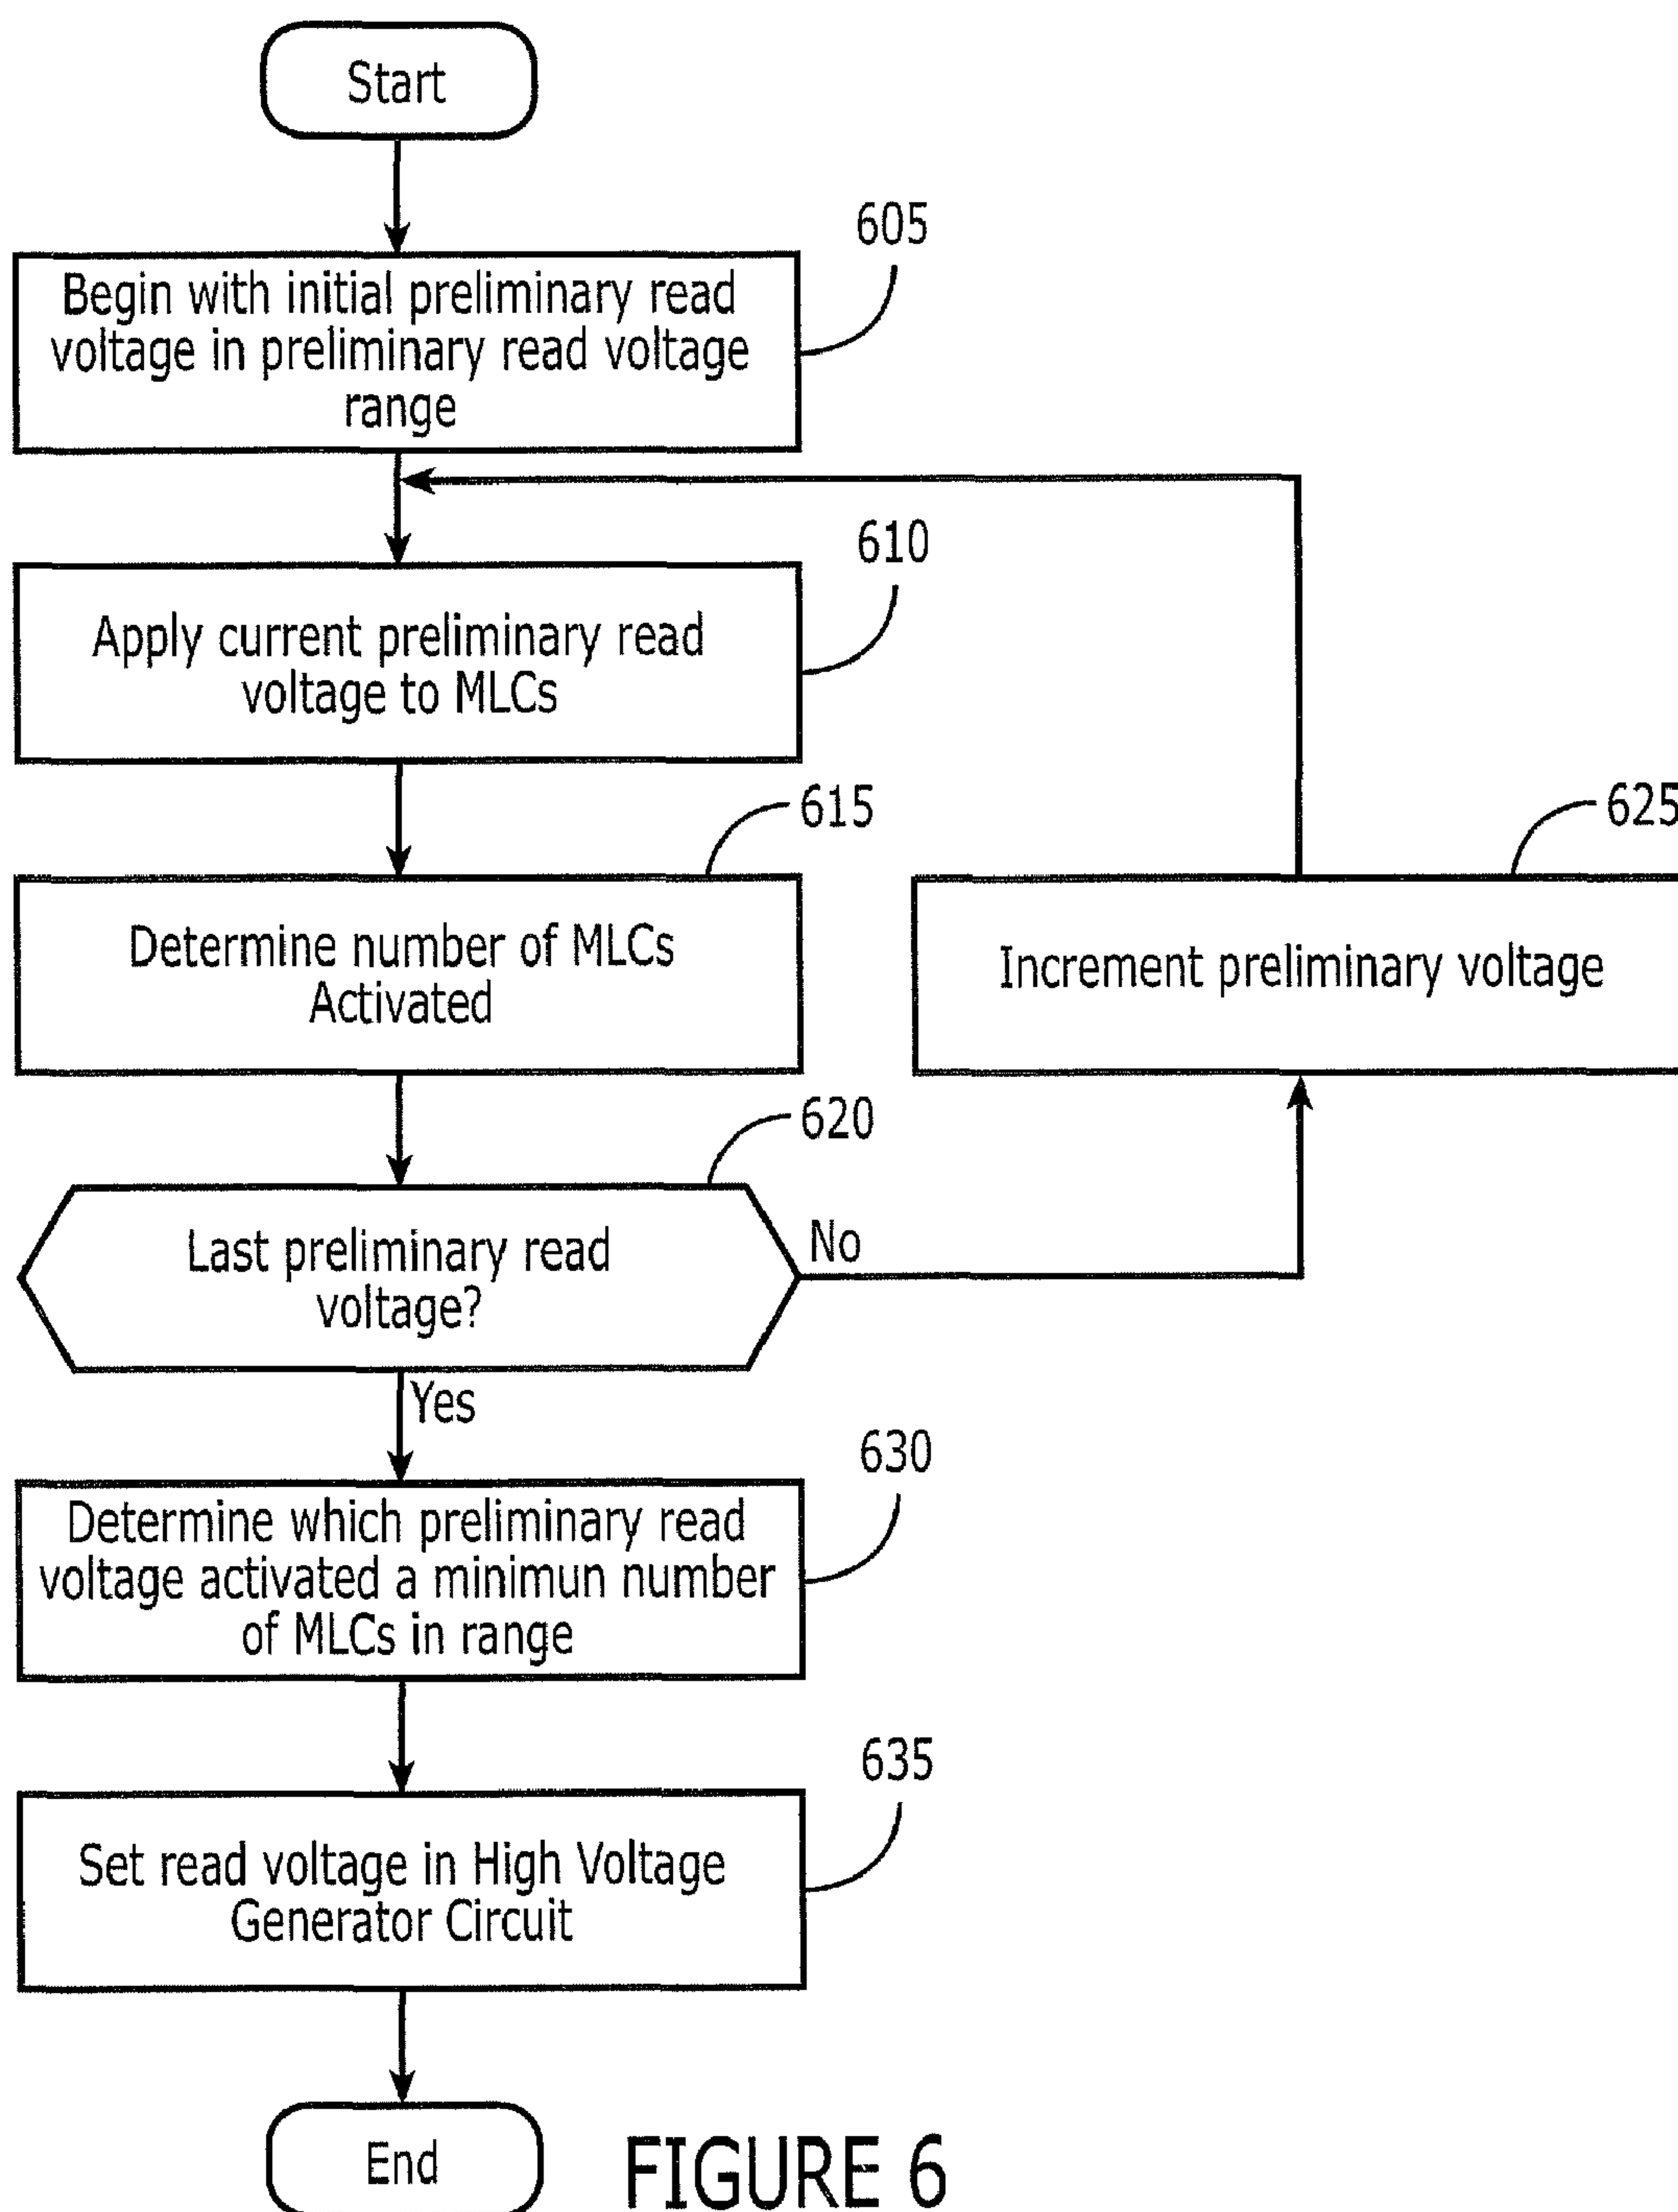 Start
605
Begin with initial preliminary read
voltage in preliminary read voltage
range
610
Apply current preliminary read
voltage to MLCs
615
Determine number of MLCs
Activated
625
Increment preliminary voltage
620
Last preliminary read
voltage?
No
Yes
630
Determine which preliminary read
voltage activated a minimun number
of MLCs in range
635
Set read voltage in High Voltage
Generator Circuit
End
FIGURE 6